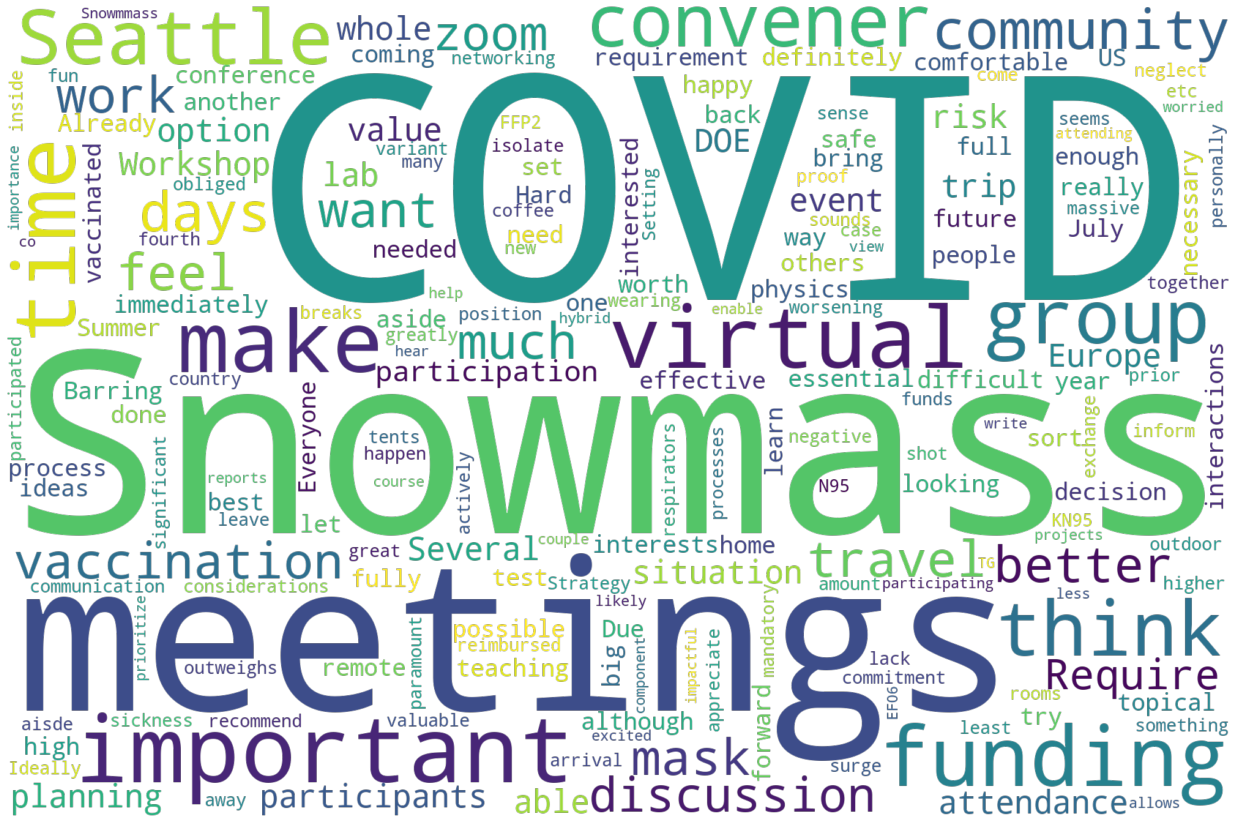 Snowmmass
Seattle
whole
zoom
convener
community
coming
networking
requirement
definitely
comfortable
US
neglect
fun
conference
happy
come
etc
inside
work
another
COVID
back
sense
worried
Already
option
value
FFP2
DOE
safe
risk
seems
attending
variant
isolate
bring
full
enough
many
proof
Workshop
lab
set
event
trip
really
vaccinated
obliged
want
Hard
interested
Setting
sounds
future
massive
July
personally
importance
time
days
coffee
need
way
case
view
people
necessary
co
fourth
needed
new
others
feel
worth
physics
together
immediately
help
one
wearing
enable
worsening
Summer
breaks
aside
position
hybrid
make
greatly
much
virtual
group
hear
Europe
participated
Barring
country
participation
effective
essential
difficult
year
prior
done
Everyone
funds
interactions
Snowmass
tents
happen
learn
negative
write
sort
exchange
inform
process
ideas
reports
course
actively
respirators
processes
N95
shot
looking
decision
significant
best
leave
let
KN95
projects
vaccination
great
Several
couple
interests
home
situation
travel
TG
better
outdoor
communication
considerations
fully
test
Strategy
likely
amount
participating
less
higher
prioritize
meetings
possible
Due
think
outweighs
remote
paramount
reimbursed
teaching
big
component
impactful
appreciate
mandatory
lack
commitment
EF06
Require
rooms
topical
aisde
sickness
recommend
valuable
although
forward
try
least
something
high
important
excited
mask
surge
funding
Ideally
arrival
planning
away
participants
able
discussion
attendance
allows